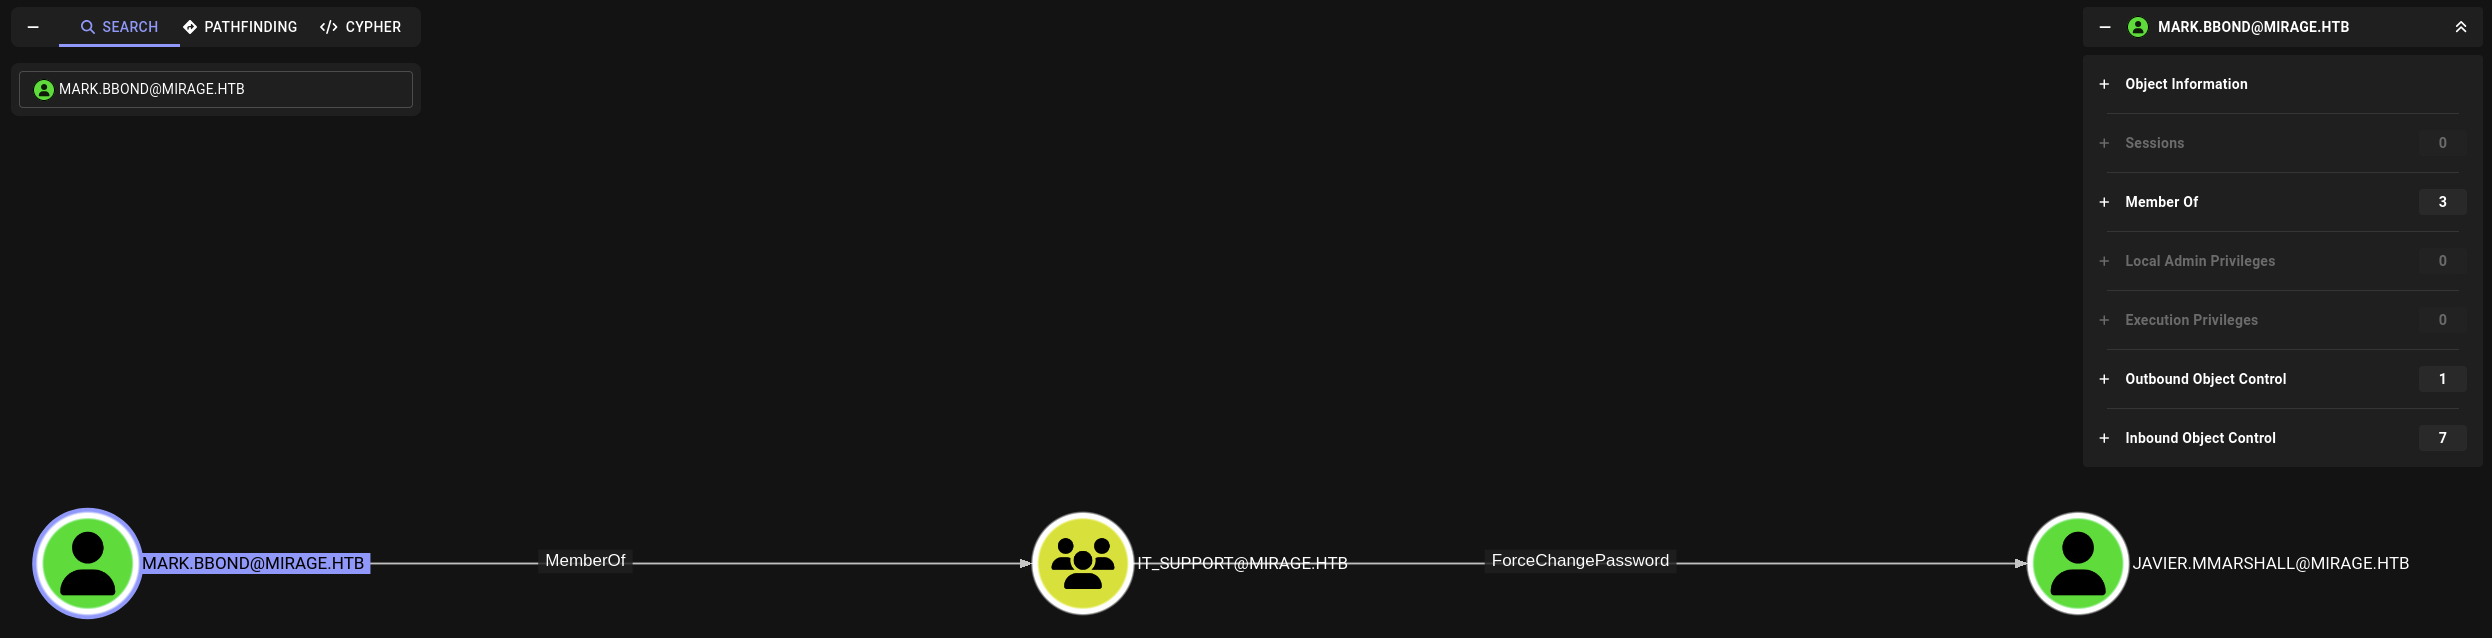 SEARCH PATHFINDING CYPHER
MARK.BBOND@MIRAGE.HTB
MARK.BBOND@MIRAGE.HTB
Object Information
Sessions 0
Member Of 3
Local Admin Privileges 0
Execution Privileges 0
Outbound Object Control 1
Inbound Object Control 7
MARK.BBOND@MIRAGE.HTB MemberOf IT_SUPPORT@MIRAGE.HTB ForceChangePassword JAVIER.MMARSHALL@MIRAGE.HTB